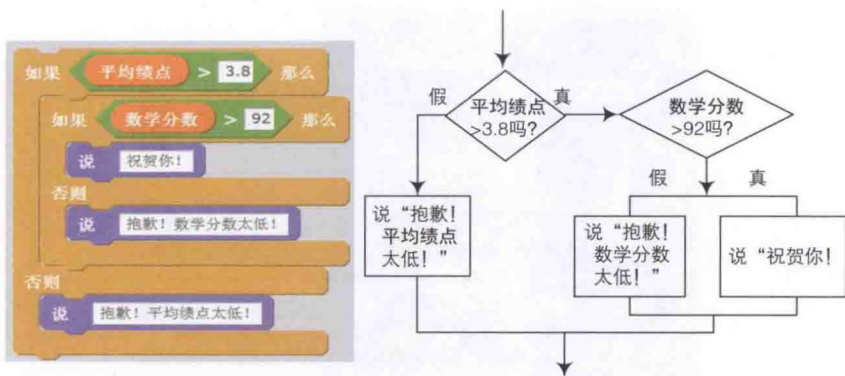 如果 平均绩点 > 3.8 那么
如果 数学分数 > 92 那么
说 祝贺你!
否则
说 抱歉! 数学分数太低!
否则
说 抱歉! 平均绩点太低!
假
平均绩点
>3.8吗?
真
数学分数
>92吗?
假
真
说“抱歉!
平均绩点
太低!”
说“抱歉!
数学分数
太低!”
说“祝贺你!